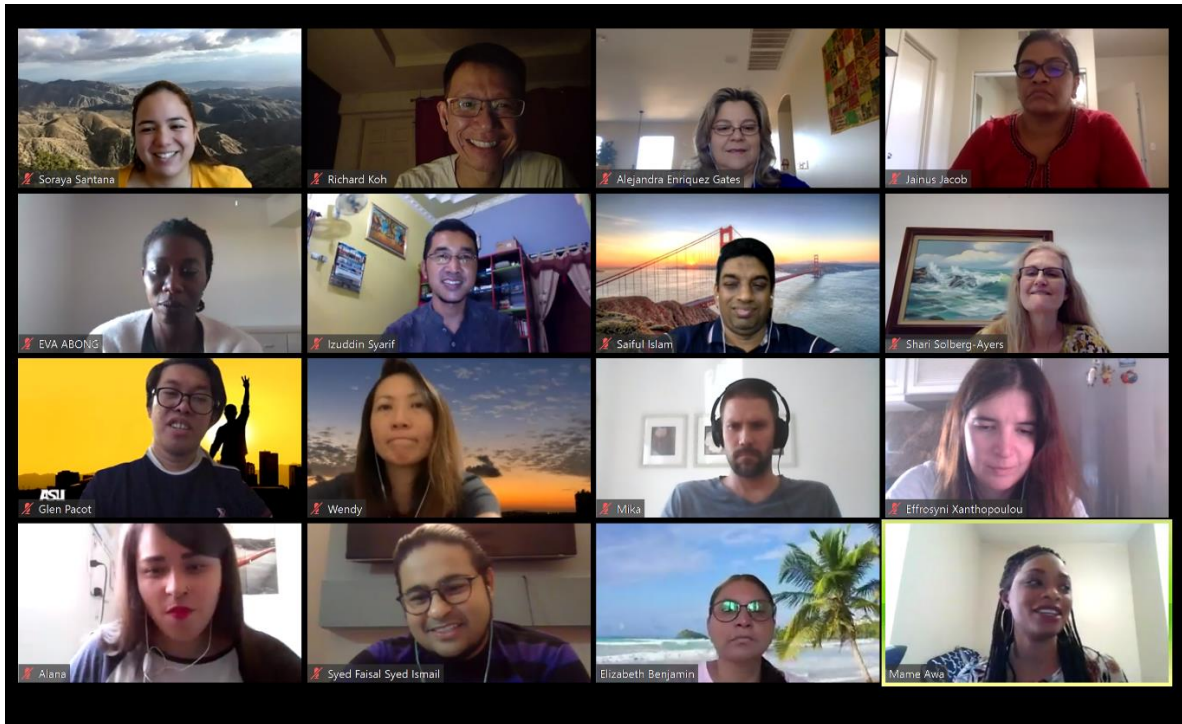 Soraya Santana
Richard Koh
Alejandra Enriquez Gates
Jainus Jacob
EVA ABONG
Izuddin Syarif
Saiful Islam
Shari Solberg-Ayers
ASU
Glen Pacot
Wendy
Mika
Effrosyni Xanthopoulou
Alana
Syed Faisal Syed Ismail
Elizabeth Benjamin
Mame Awa